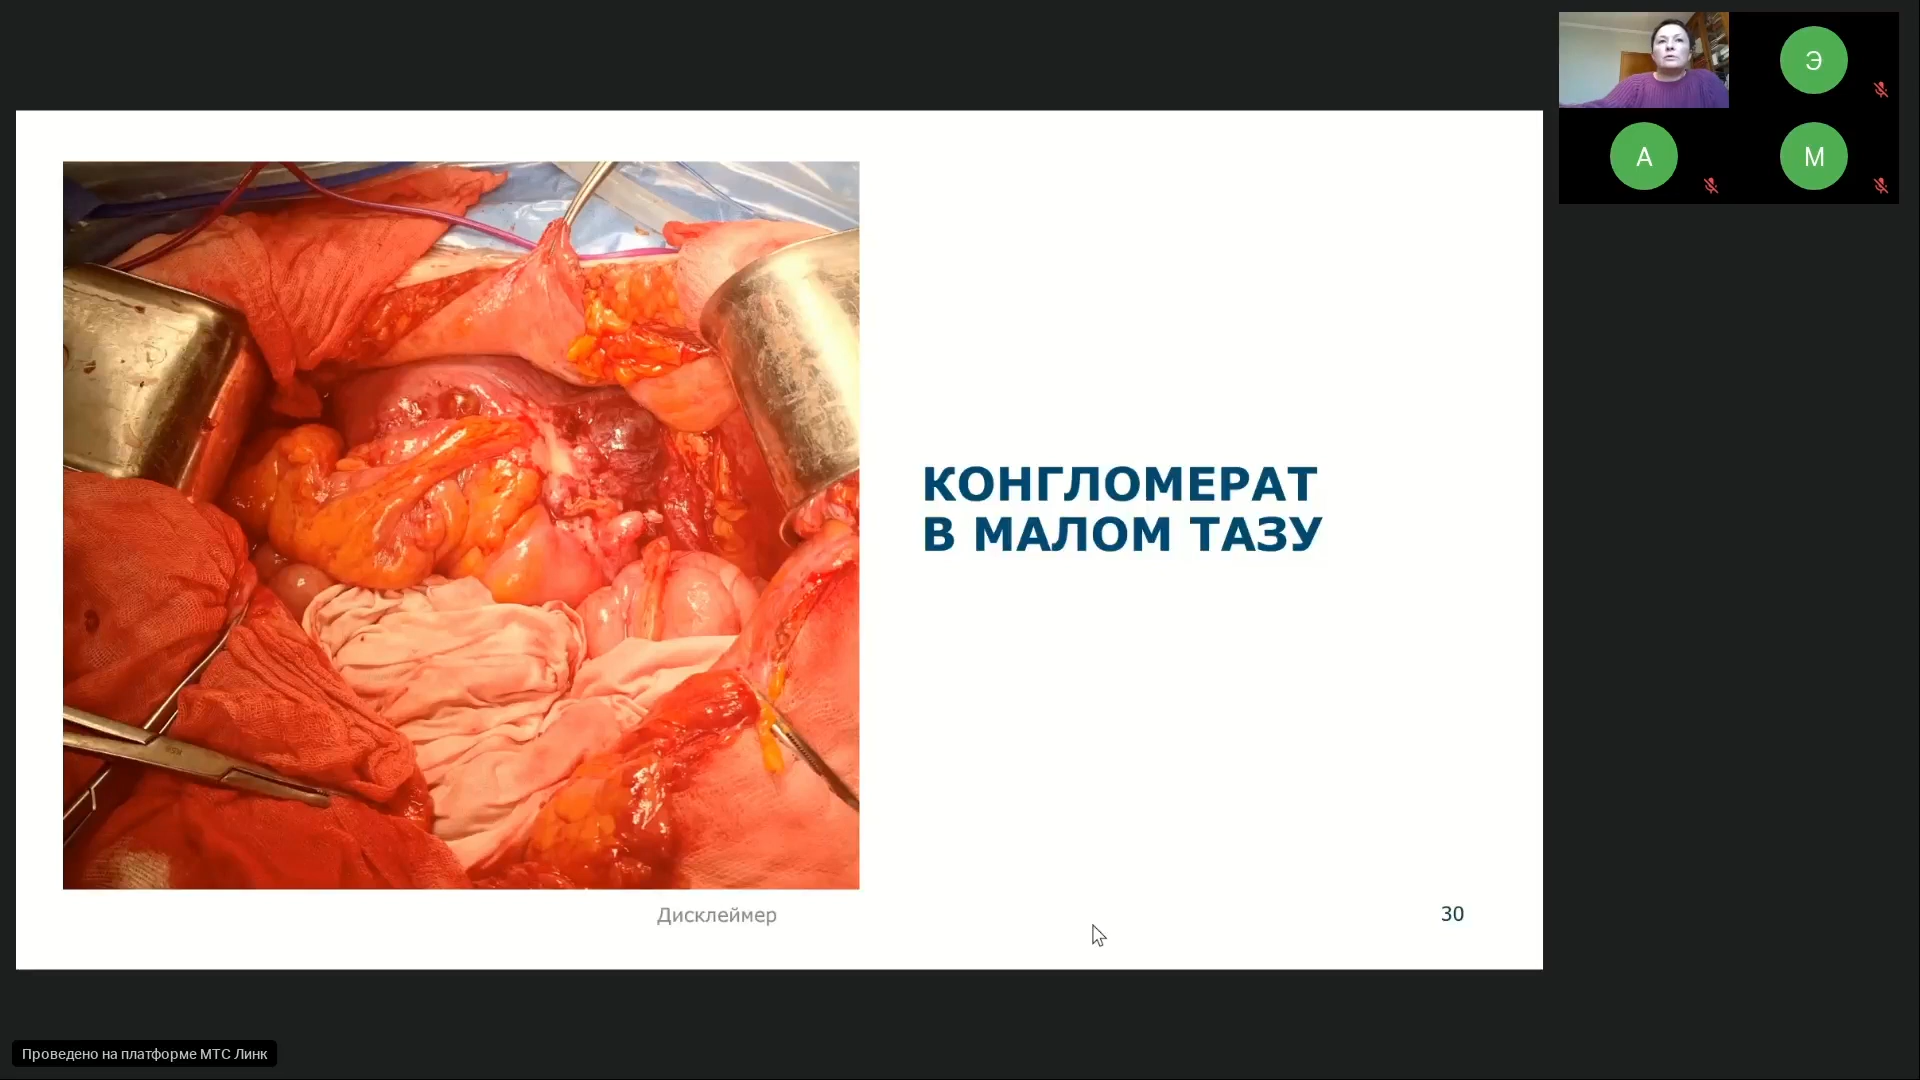 Э
А
М
КОНГЛОМЕРАТ
В МАЛОМ ТАЗУ
Дисклеймер
30
Проведено на платформе МТС Линк